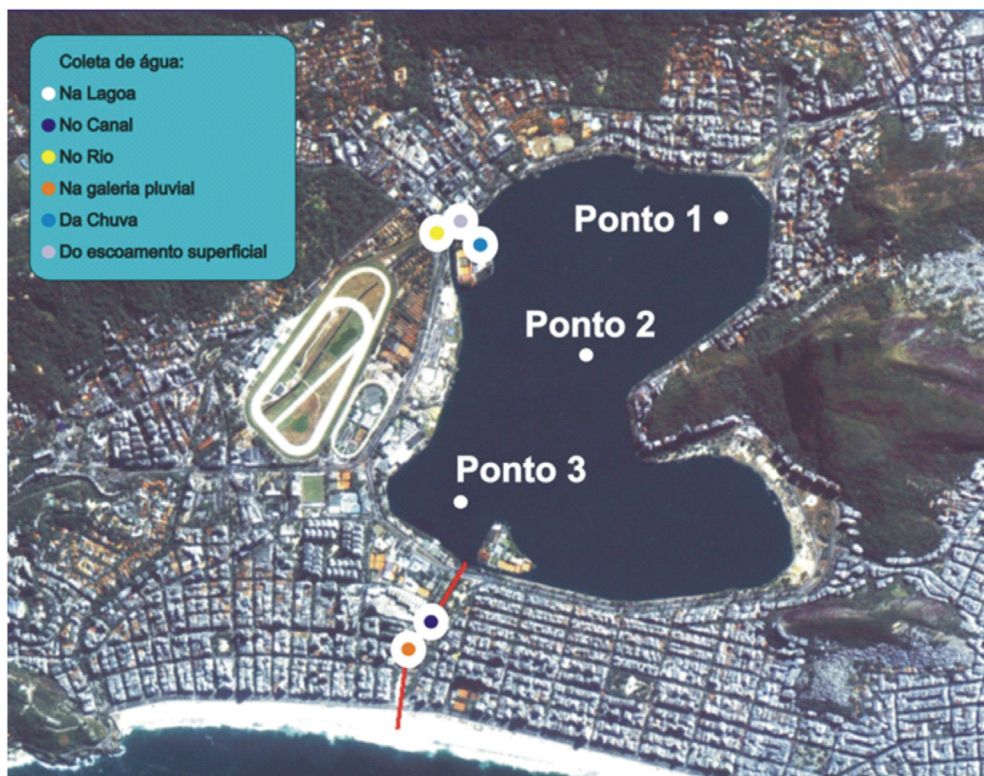 Coleta de água:
Na Lagoa
No Canal
No Rio
Na galeria pluvial
Da Chuva
Do escoamento superficial
Ponto 1
Ponto 2
Ponto 3